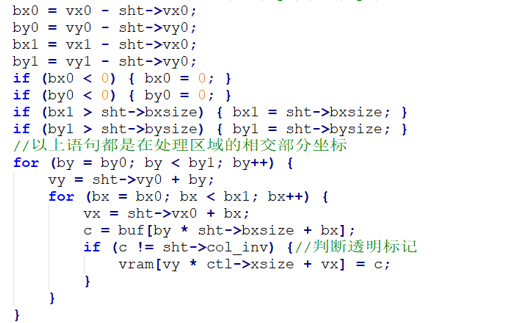 bx0 = vx0 - sht->vx0;
by0 = vy0 - sht->vy0;
bx1 = vx1 - sht->vx0;
by1 = vy1 - sht->vy0;
if (bx0 < 0) { bx0 = 0; }
if (by0 < 0) { by0 = 0; }
if (bx1 > sht->bxsize) { bx1 = sht->bxsize; }
if (by1 > sht->bysize) { by1 = sht->bysize; }
//以上语句都是在处理区域的相交部分坐标
for (by = by0; by < by1; by++) {
vy = sht->vy0 + by;
for (bx = bx0; bx < bx1; bx++) {
vx = sht->vx0 + bx;
c = buf[by * sht->bxsize + bx];
if (c != sht->col_inv) {//判断透明标记
vram[vy * ctl->xsize + vx] = c;
}
}
}